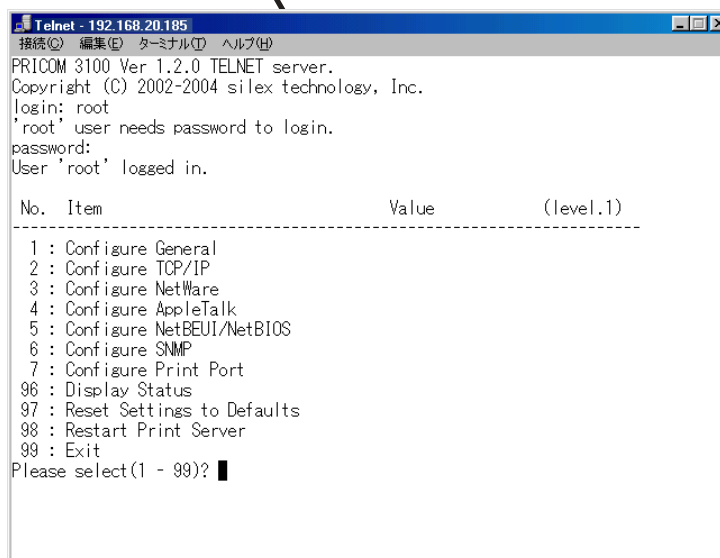 Telnet - 192.168.20.185
接続(C) 編集(E) ターミナル(T) ヘルプ(H)
PRICOM 3100 Ver 1.2.0 TELNET server.
Copyright (C) 2002-2004 silex technology, Inc.
login: root
'root' user needs password to login.
password:
User 'root' logged in.
No. Item Value (level.1)
----------------------------------------------------------------------
1 : Configure General
2 : Configure TCP/IP
3 : Configure NetWare
4 : Configure AppleTalk
5 : Configure NetBEUI/NetBIOS
6 : Configure SNMP
7 : Configure Print Port
96 : Display Status
97 : Reset Settings to Defaults
98 : Restart Print Server
99 : Exit
Please select(1 - 99)?